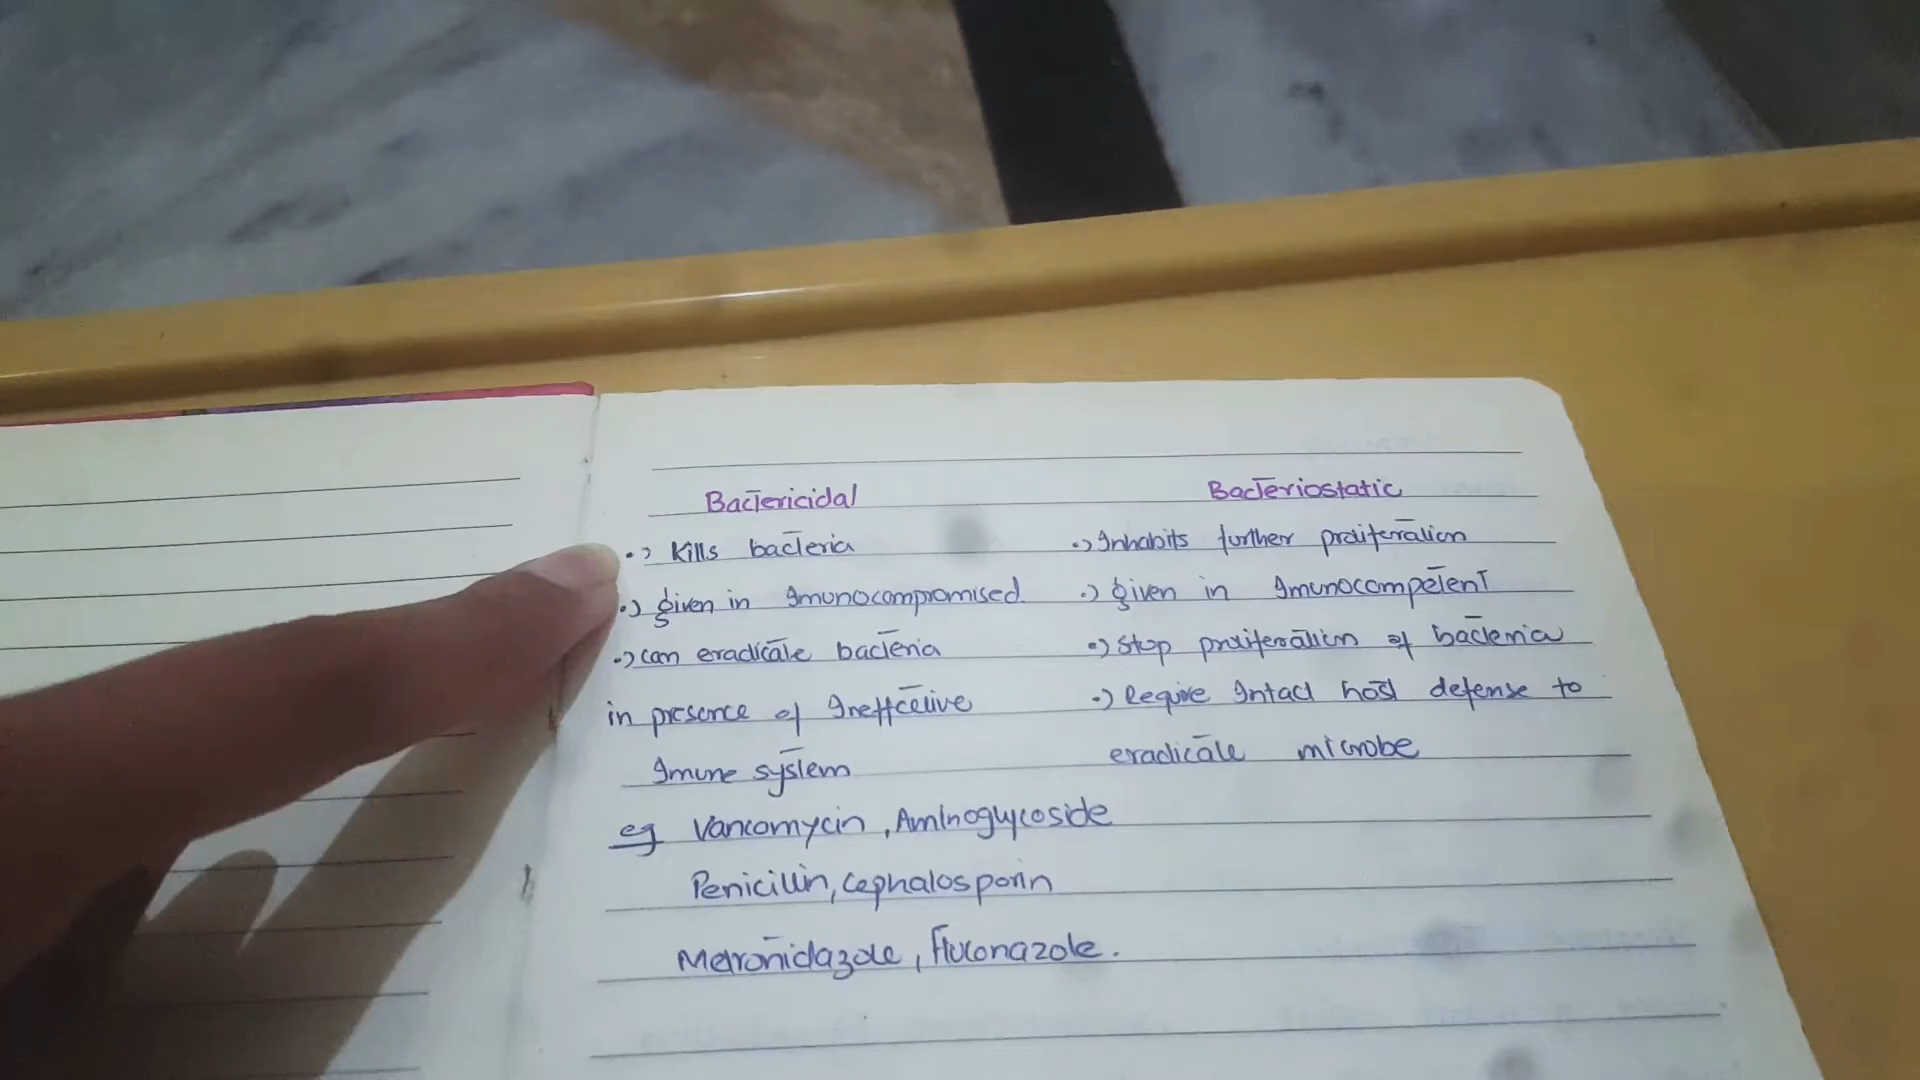 Bactericidal Bacteriostatic
•> Kills bacteria •> Inhabits further proliferation
•> given in Imunocompromised •> given in Imunocompetent
•> can eradicate bacteria •> Stop proliferation of bacteria
in presence of Ineffective •> Require Intact host defense to
Imune system eradicate microbe
eg Vancomycin, Aminoglycoside
Penicillin, Cephalosporin
Metronidazole, Fluconazole.